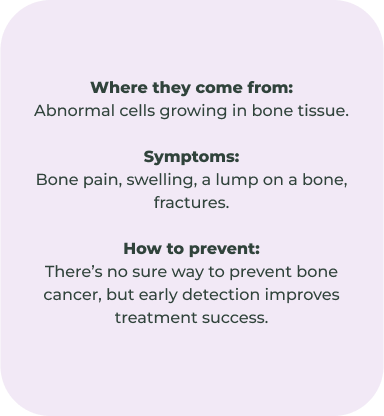 Where they come from:
Abnormal cells growing in bone tissue.
Symptoms:
Bone pain, swelling, a lump on a bone,
fractures.
How to prevent:
There’s no sure way to prevent bone
cancer, but early detection improves
treatment success.